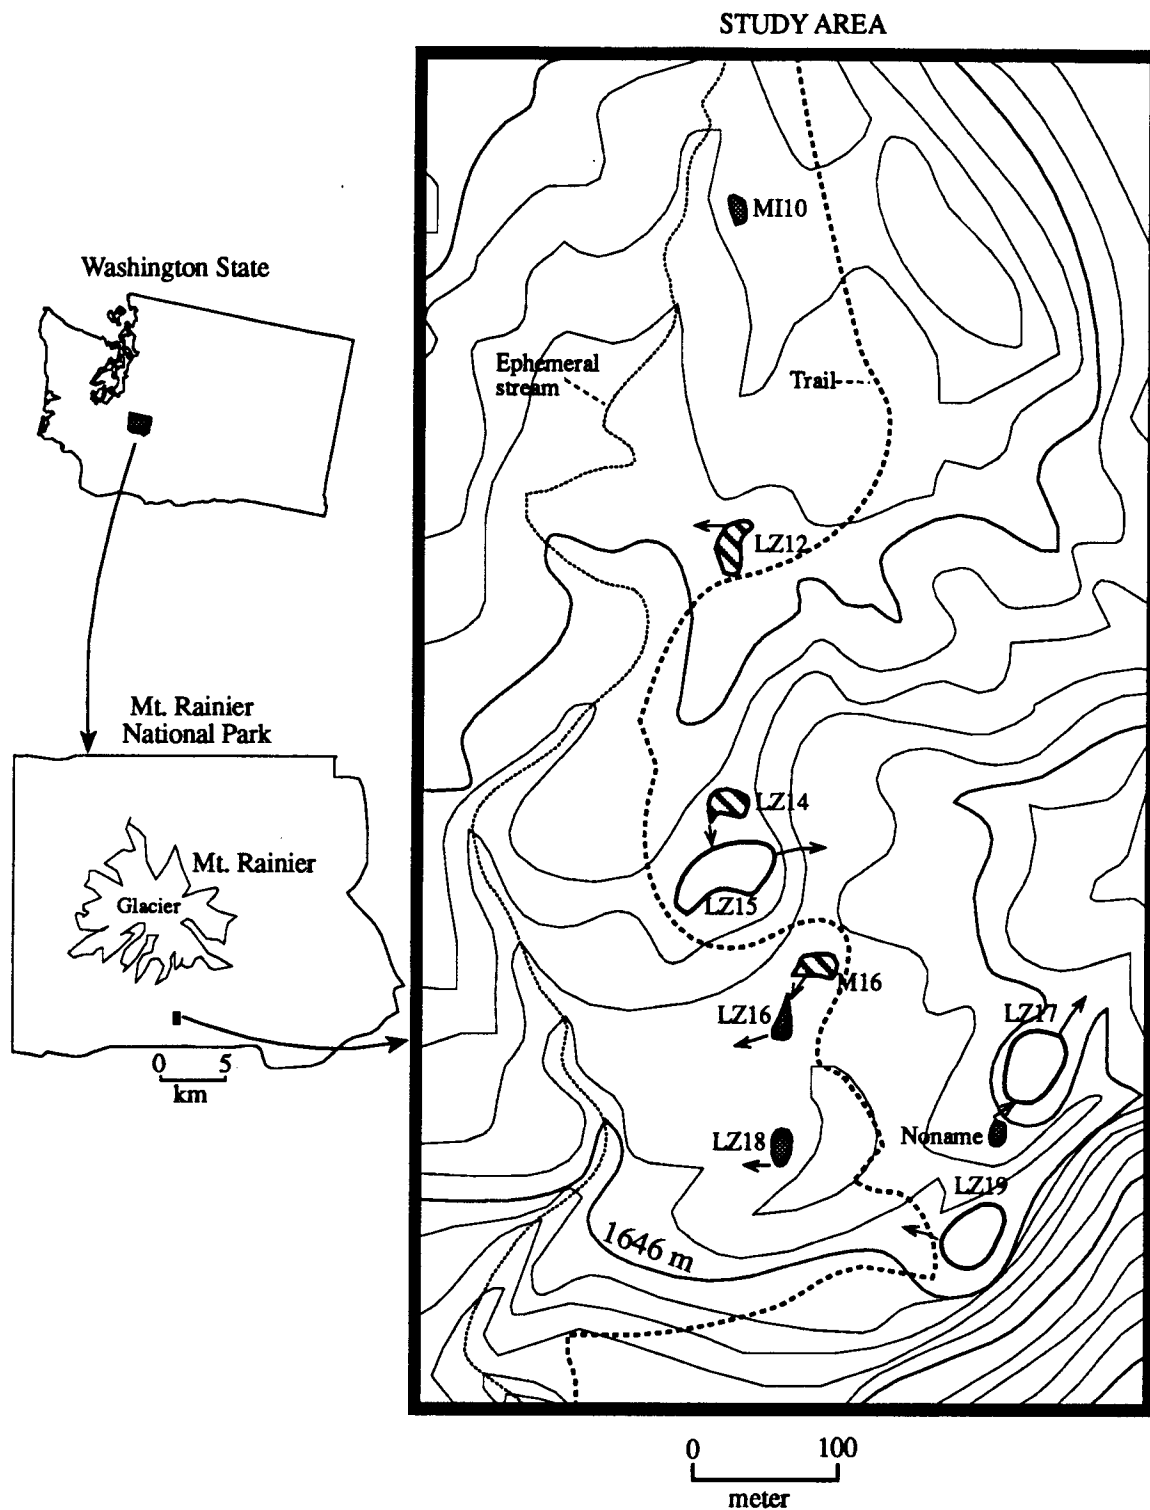 STUDY AREA
MI10
Washington State
Ephemeral
stream
Trail
LZ12
Mt. Rainier
National Park
LZ14
Mt. Rainier
Glacier
LZ15
M16
LZ16
LZ17
0 5
km
Noname
LZ18
LZ19
1646 m
0 100
meter